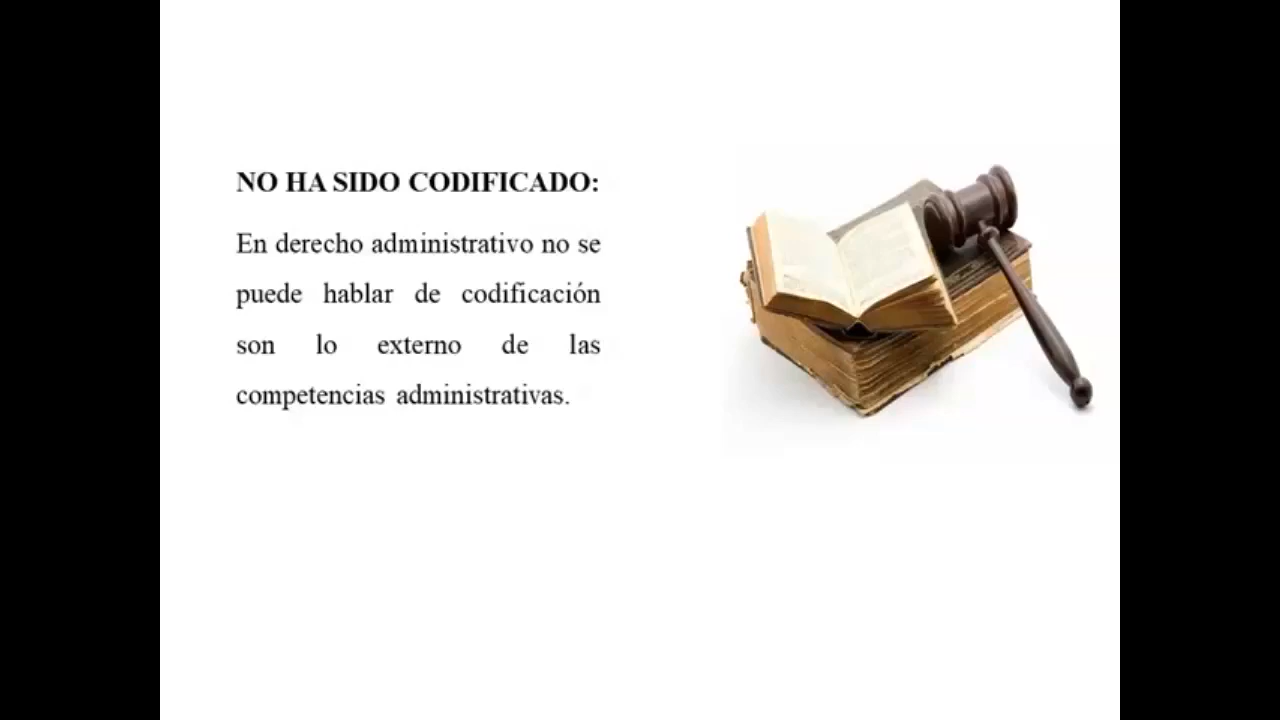 NO HA SIDO CODIFICADO:
En derecho administrativo no se
puede hablar de codificación
son lo externo de las
competencias administrativas.